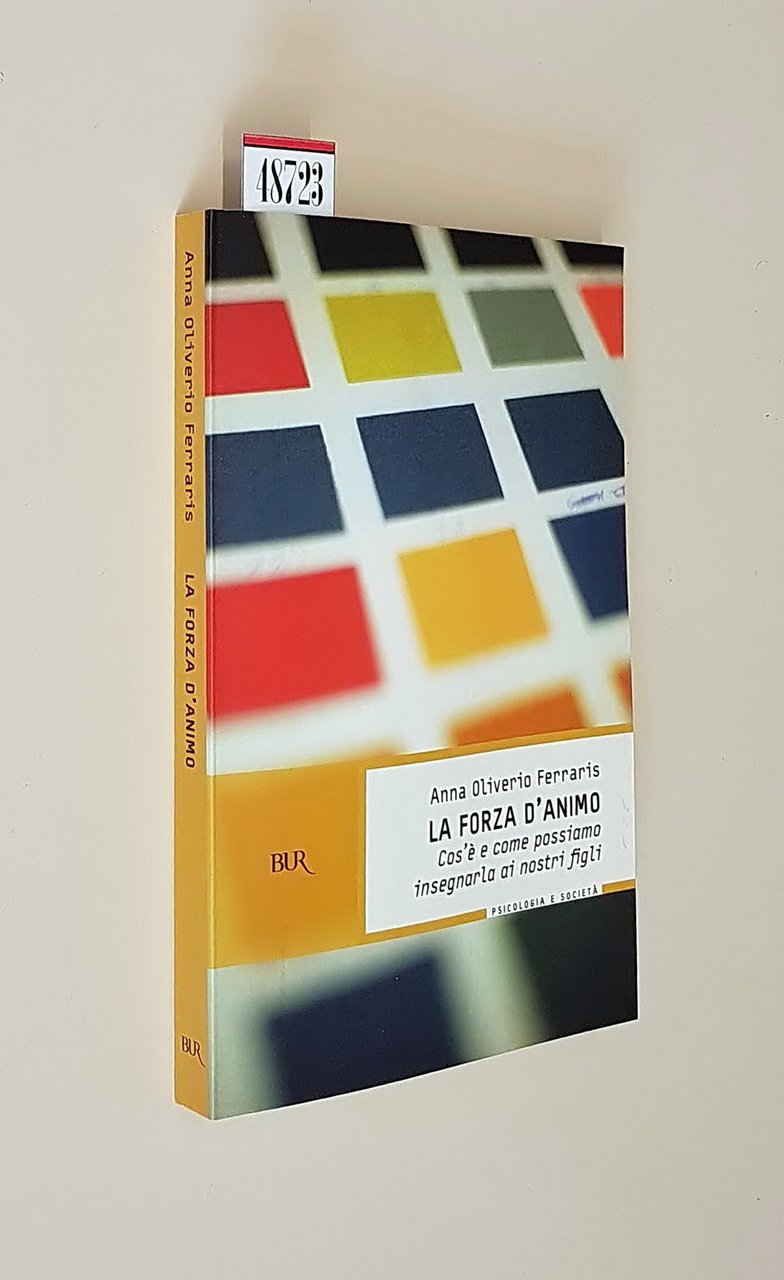 48723
Anna Oliverio Ferraris LA FORZA D'ANIMO
BUR
Anna Oliverio Ferraris
LA FORZA D'ANIMO
Cos'è e come possiamo
insegnarla ai nostri figli
PSICOLOGIA E SOCIETÀ
BUR